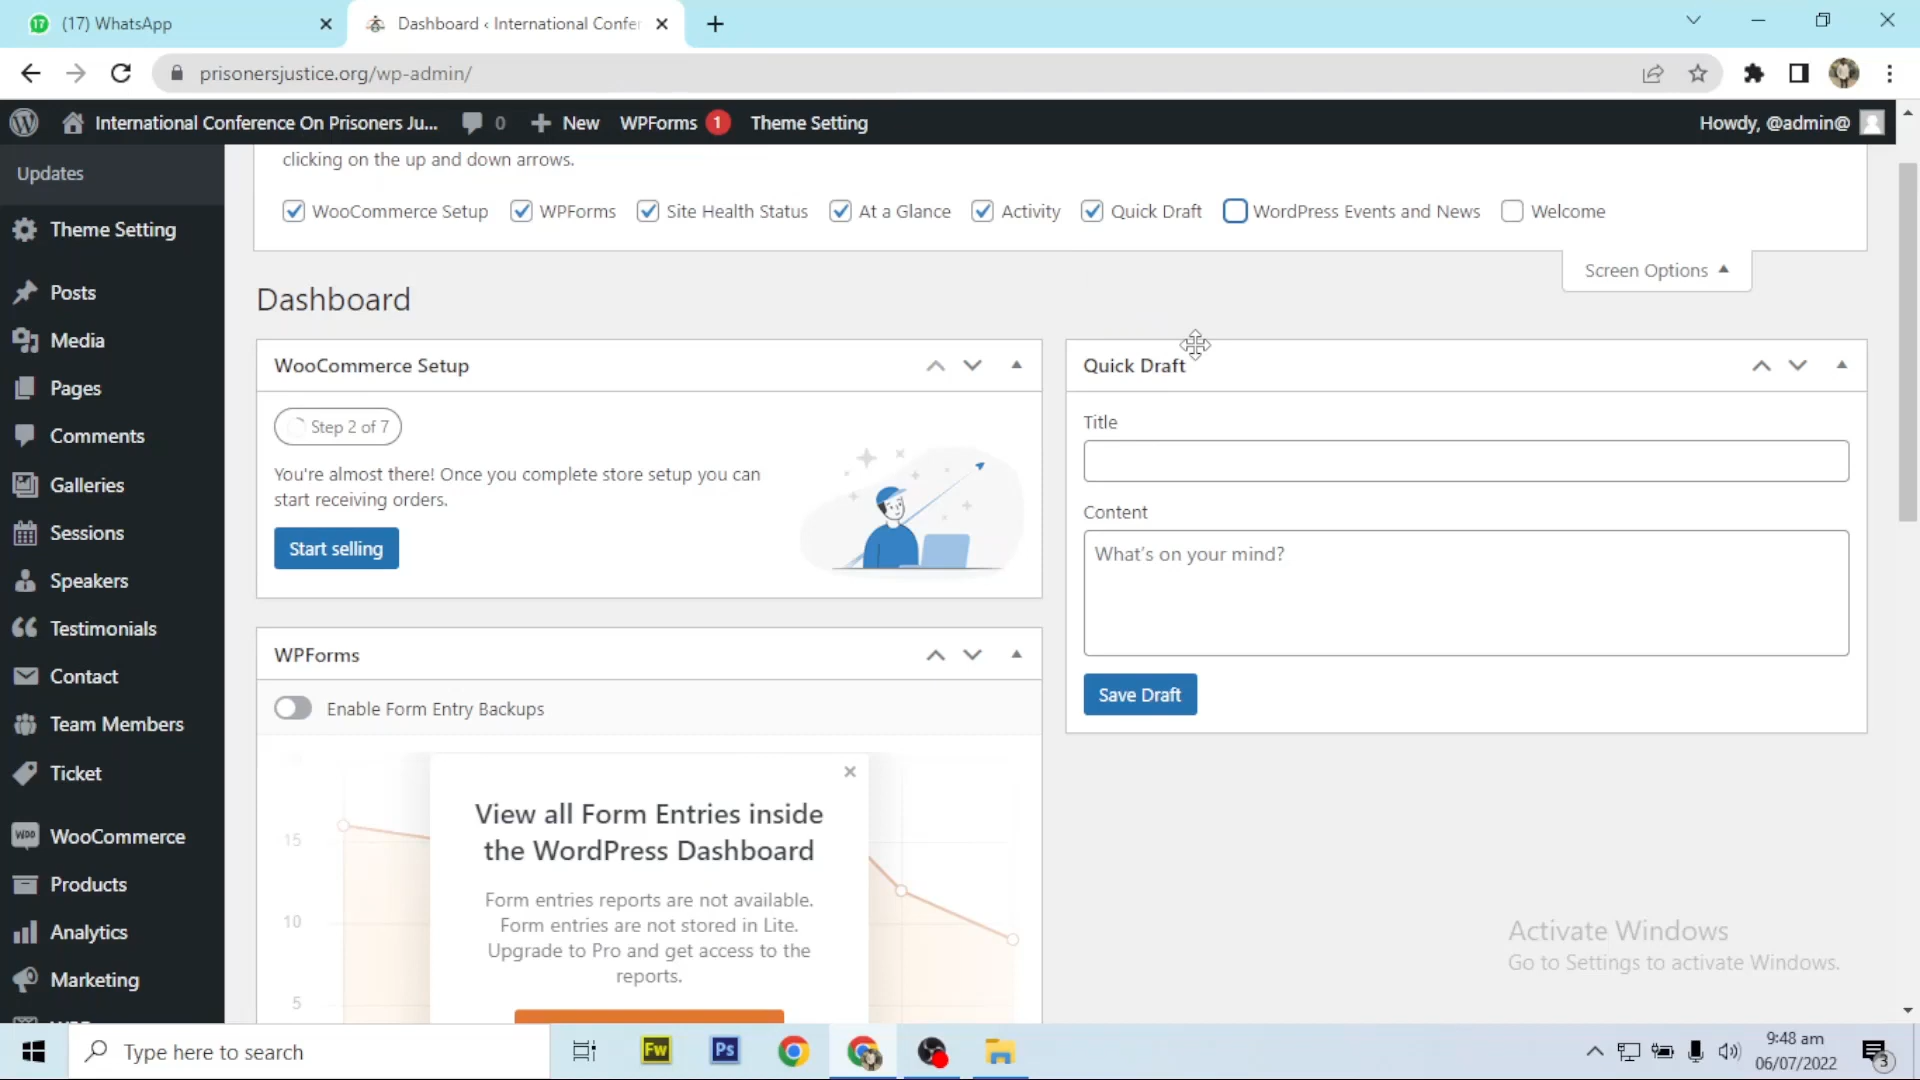 (17) WhatsApp
Dashboard ‹ International Confer
prisonersjustice.org/wp-admin/
International Conference On Prisoners Ju...
0
New
WPForms 1
Theme Setting
Howdy, @admin@
Updates
Theme Setting
Posts
Media
Pages
Comments
Galleries
Sessions
Speakers
Testimonials
Contact
Team Members
Ticket
WooCommerce
Products
Analytics
Marketing
clicking on the up and down arrows.
WooCommerce Setup
WPForms
Site Health Status
At a Glance
Activity
Quick Draft
WordPress Events and News
Welcome
Screen Options
Dashboard
WooCommerce Setup
Step 2 of 7
You're almost there! Once you complete store setup you can
start receiving orders.
Start selling
WPForms
Enable Form Entry Backups
15
10
5
View all Form Entries inside
the WordPress Dashboard
Form entries reports are not available.
Form entries are not stored in Lite.
Upgrade to Pro and get access to the
reports.
Quick Draft
Title
Content
What's on your mind?
Save Draft
Activate Windows
Go to Settings to activate Windows.
Type here to search
Fw
Ps
9:48 am
06/07/2022
3